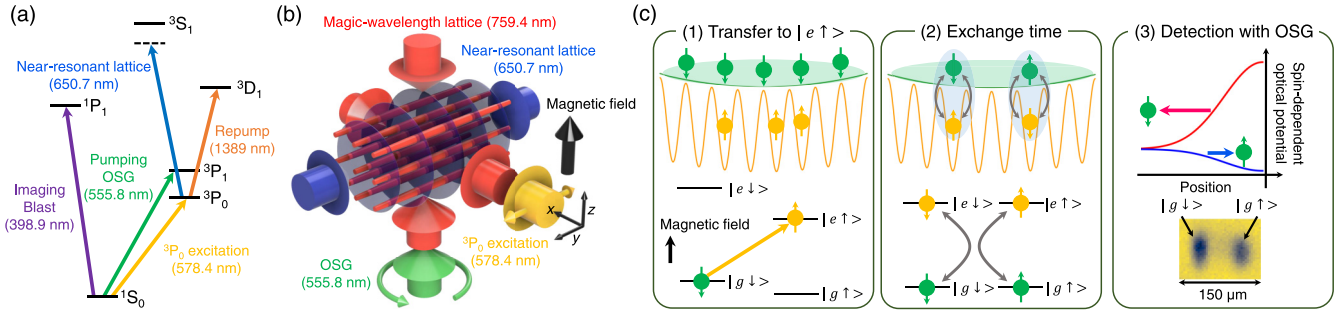 (a)
³S₁
Near-resonant lattice
(650.7 nm)
³D₁
¹P₁
Repump
(1389 nm)
Pumping
OSG
(555.8 nm)
³P₁
³P₀
Imaging
Blast
(398.9 nm)
³P₀ excitation
(578.4 nm)
¹S₀
(b)
Magic-wavelength lattice (759.4 nm)
Near-resonant lattice
(650.7 nm)
Magnetic field
x
y
z
³P₀ excitation
(578.4 nm)
OSG
(555.8 nm)
(c)
(1) Transfer to | e ↑>
| e ↓>
| e ↑>
Magnetic field
| g ↓>
| g ↑>
(2) Exchange time
| e ↓>
| e ↑>
| g ↓>
| g ↑>
(3) Detection with OSG
Spin-dependent
optical potential
Position
| g ↓>
| g ↑>
150 μm